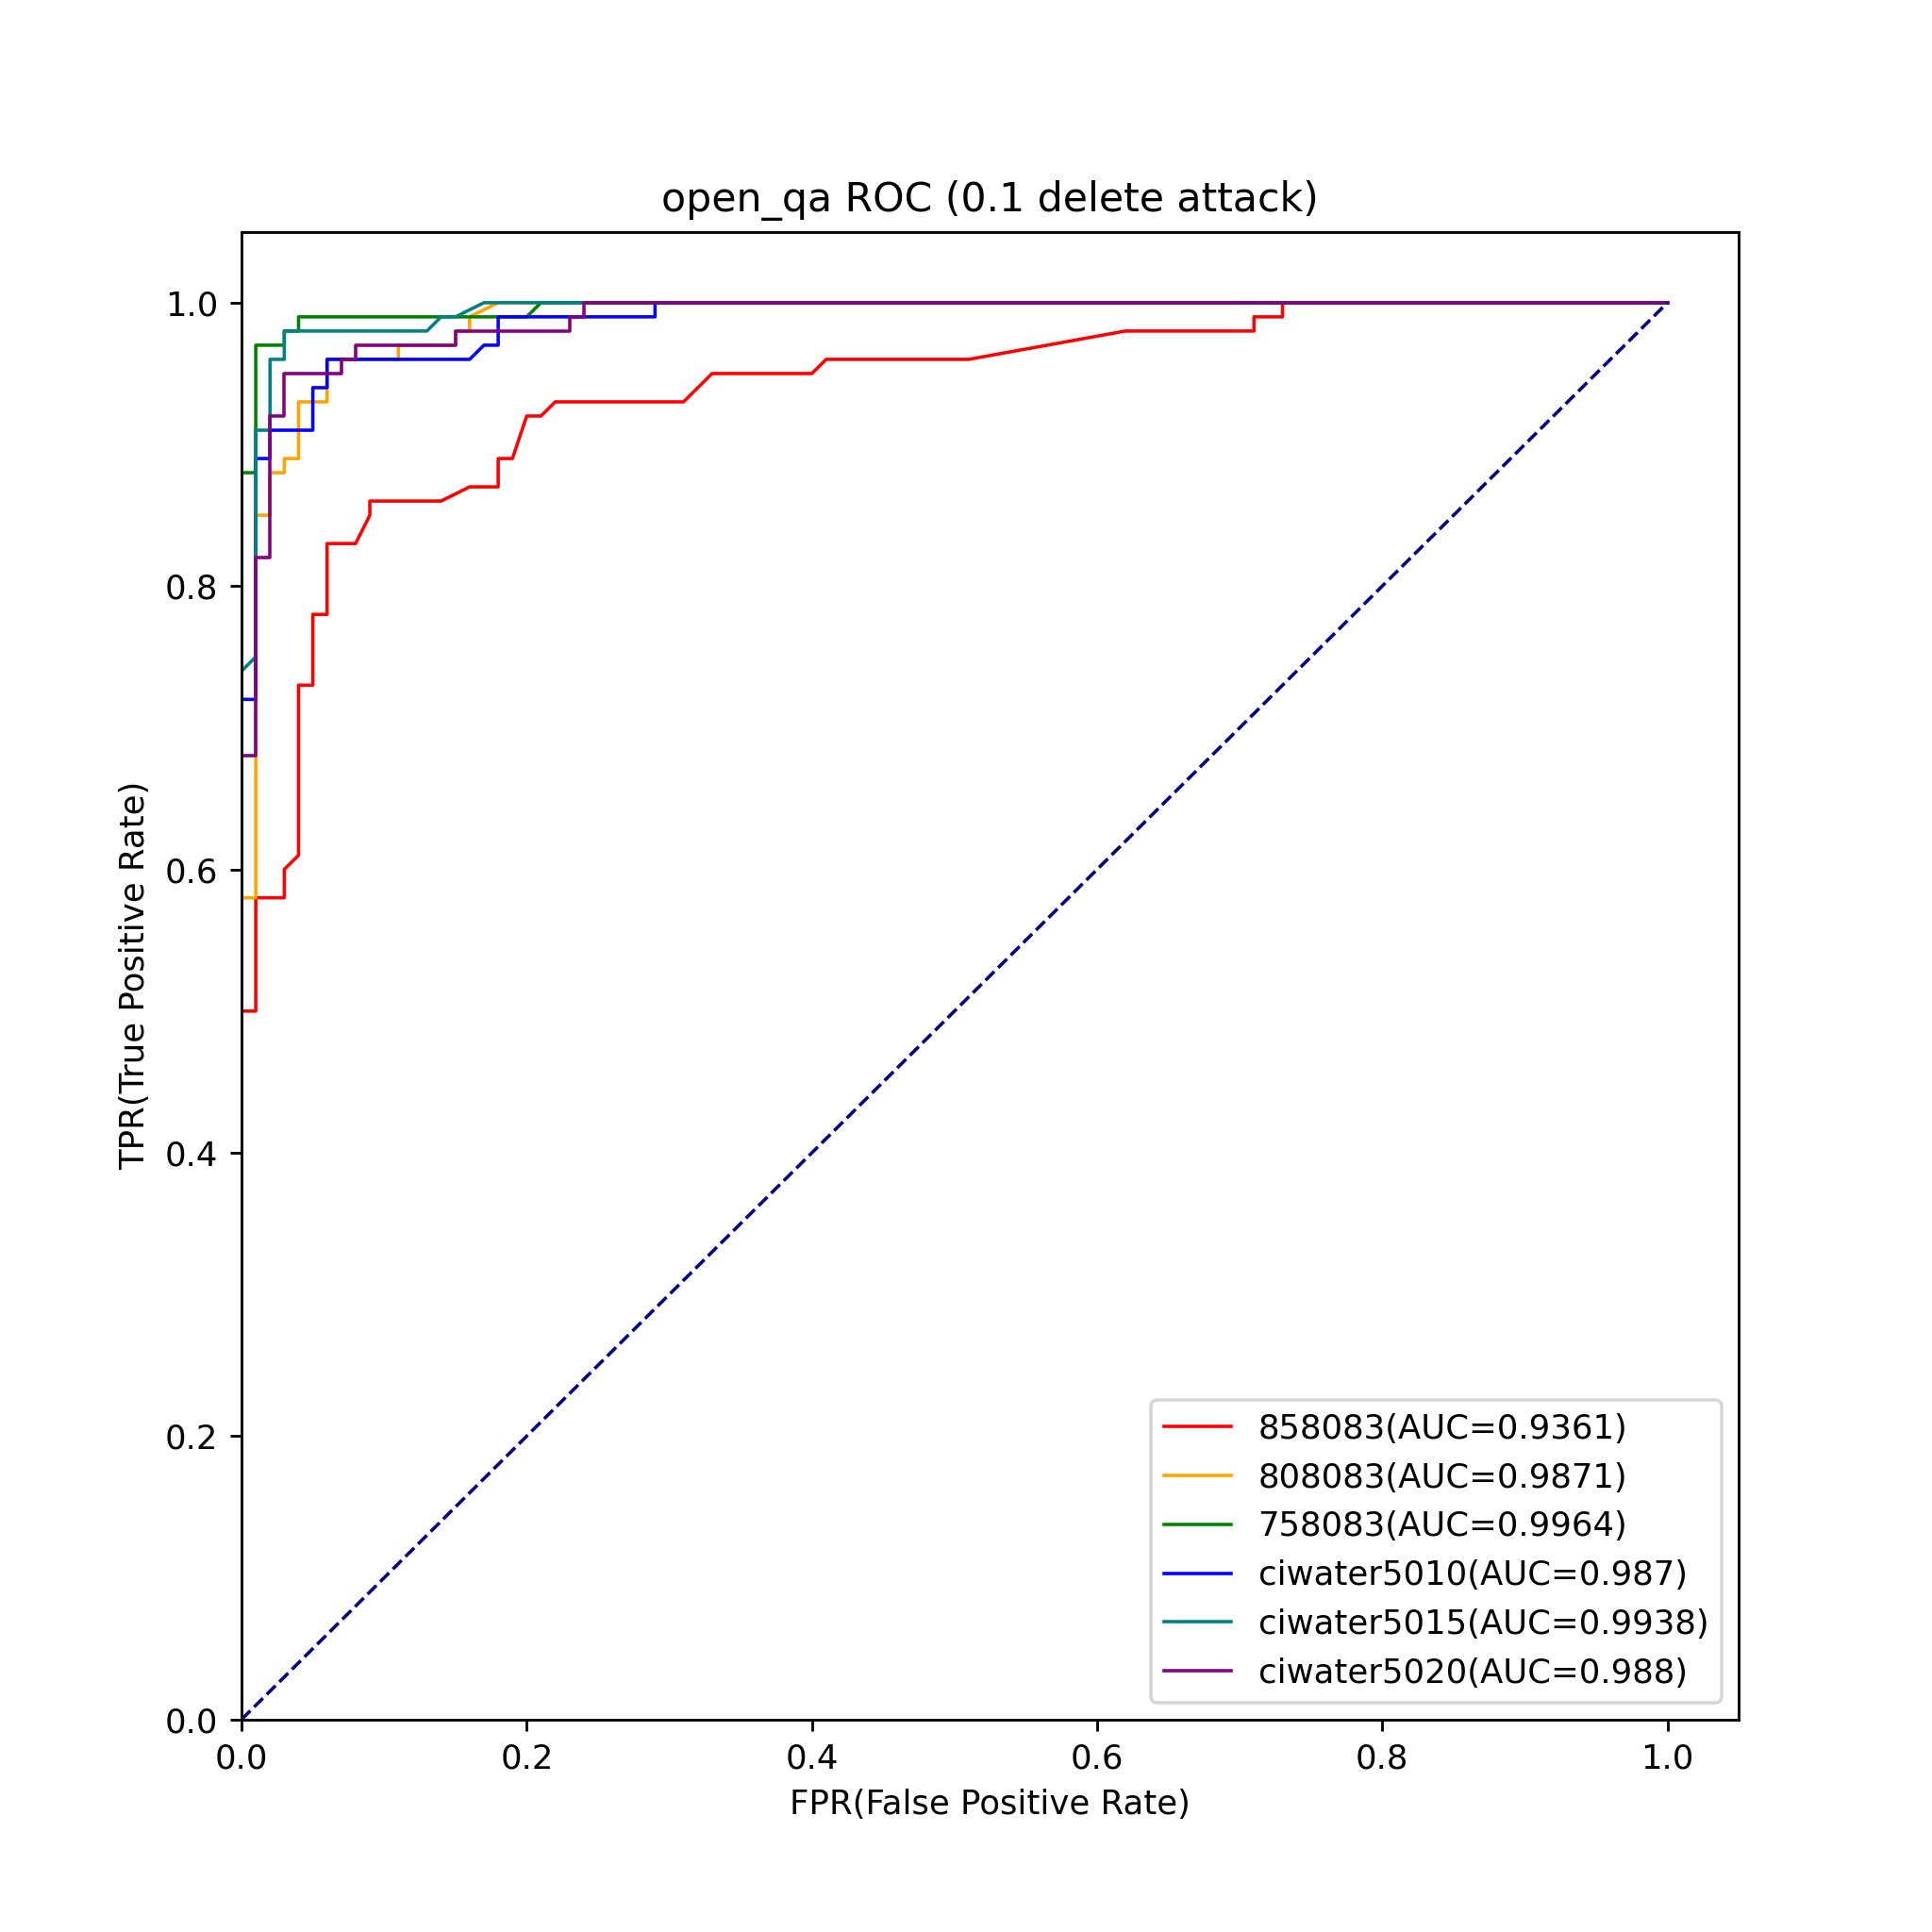 open_qa ROC (0.1 delete attack)
TPR(True Positive Rate)
1.0
0.8
0.6
0.4
0.2
0.0
0.0 0.2 0.4 0.6 0.8 1.0
FPR(False Positive Rate)
858083(AUC=0.9361)
808083(AUC=0.9871)
758083(AUC=0.9964)
ciwater5010(AUC=0.987)
ciwater5015(AUC=0.9938)
ciwater5020(AUC=0.988)